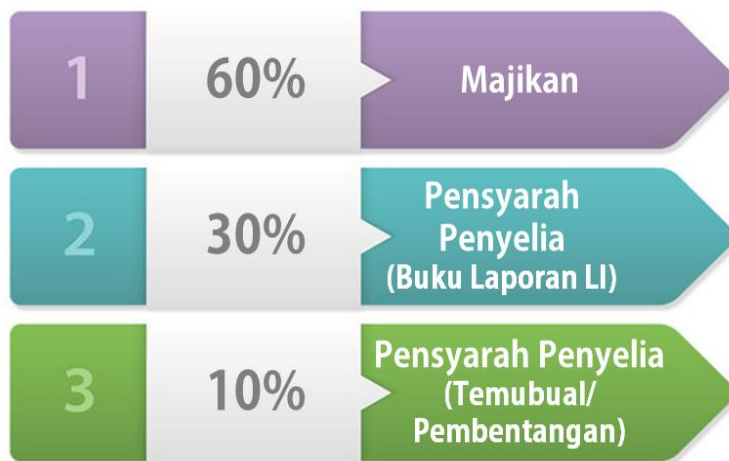 1
60%
Majikan
2
30%
Pensyarah
Penyelia
(Buku Laporan LI)
3
10%
Pensyarah Penyelia
(Temubual/
Pembentangan)